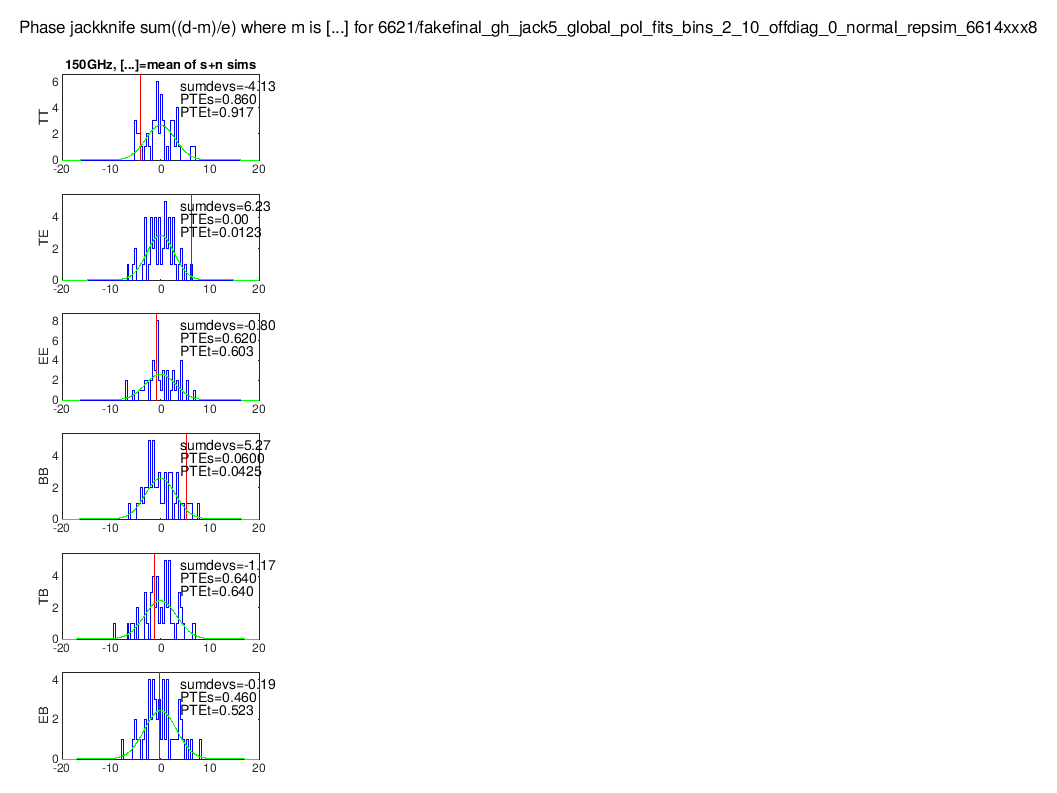 Phase jackknife sum((d-m)/e) where m is [...] for 6621/fakefinal_gh_jack5_global_pol_fits_bins_2_10_offdiag_0_normal_repsim_6614xxx8
150GHz, [...]=mean of s+n sims
TT
6
4
2
0
sumdevs=-4.13
PTEs=0.860
PTEt=0.917
-20 -10 0 10 20
TE
4
2
0
sumdevs=6.23
PTEs=0.00
PTEt=0.0123
-20 -10 0 10 20
EE
8
6
4
2
0
sumdevs=-0.80
PTEs=0.620
PTEt=0.603
-20 -10 0 10 20
BB
4
2
0
sumdevs=5.27
PTEs=0.0600
PTEt=0.0425
-20 -10 0 10 20
TB
4
2
0
sumdevs=-1.17
PTEs=0.640
PTEt=0.640
-20 -10 0 10 20
EB
4
2
0
sumdevs=-0.19
PTEs=0.460
PTEt=0.523
-20 -10 0 10 20